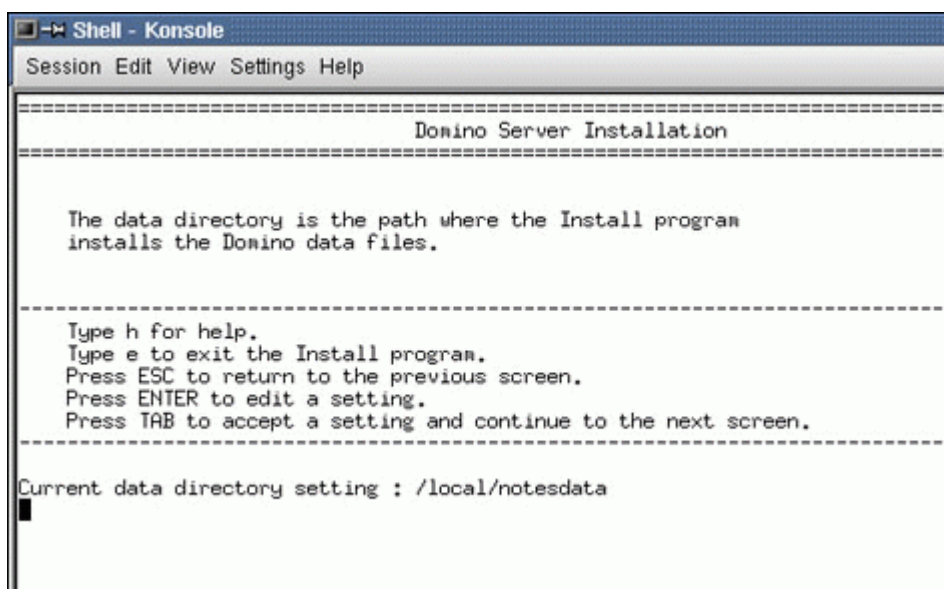 Shell - Konsole
Session Edit View Settings Help
================================================================================
Domino Server Installation
================================================================================
The data directory is the path where the Install program
installs the Domino data files.
--------------------------------------------------------------------------------
Type h for help.
Type e to exit the Install program.
Press ESC to return to the previous screen.
Press ENTER to edit a setting.
Press TAB to accept a setting and continue to the next screen.
--------------------------------------------------------------------------------
Current data directory setting : /local/notesdata